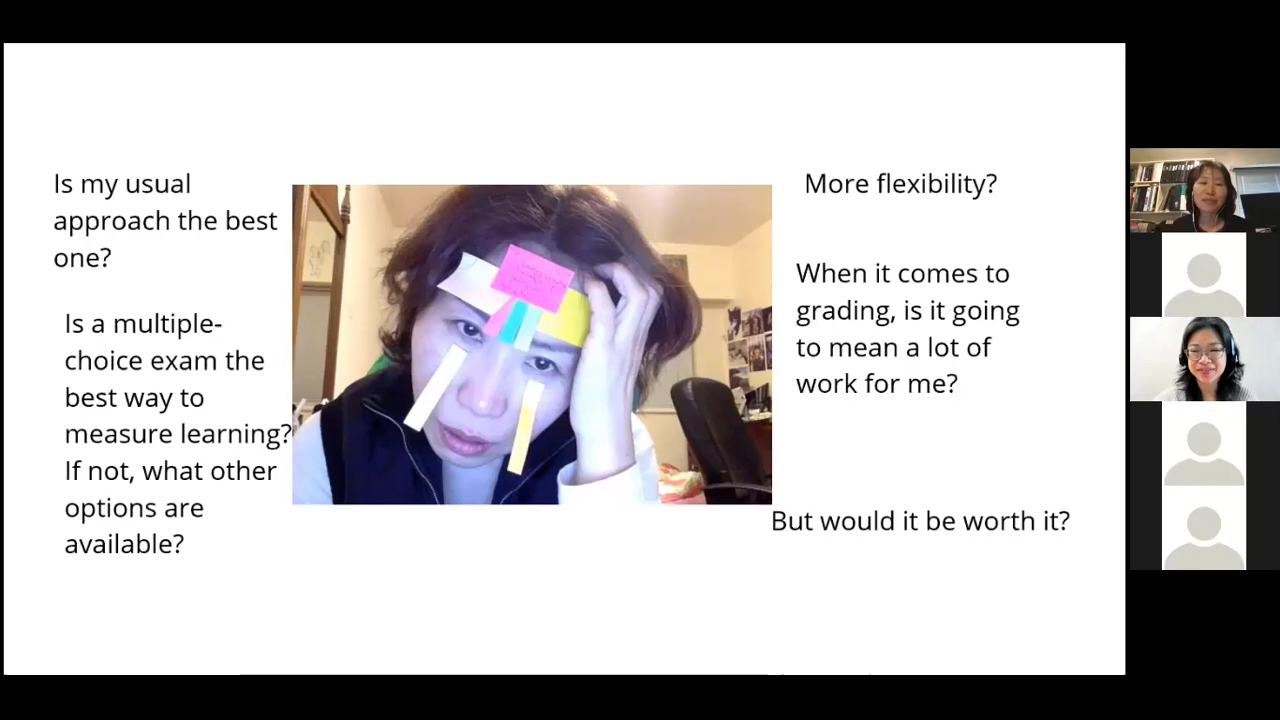 Is my usual
approach the best
one?
Is a multiple-
choice exam the
best way to
measure learning?
If not, what other
options are
available?
More flexibility?
When it comes to
grading, is it going
to mean a lot of
work for me?
But would it be worth it?